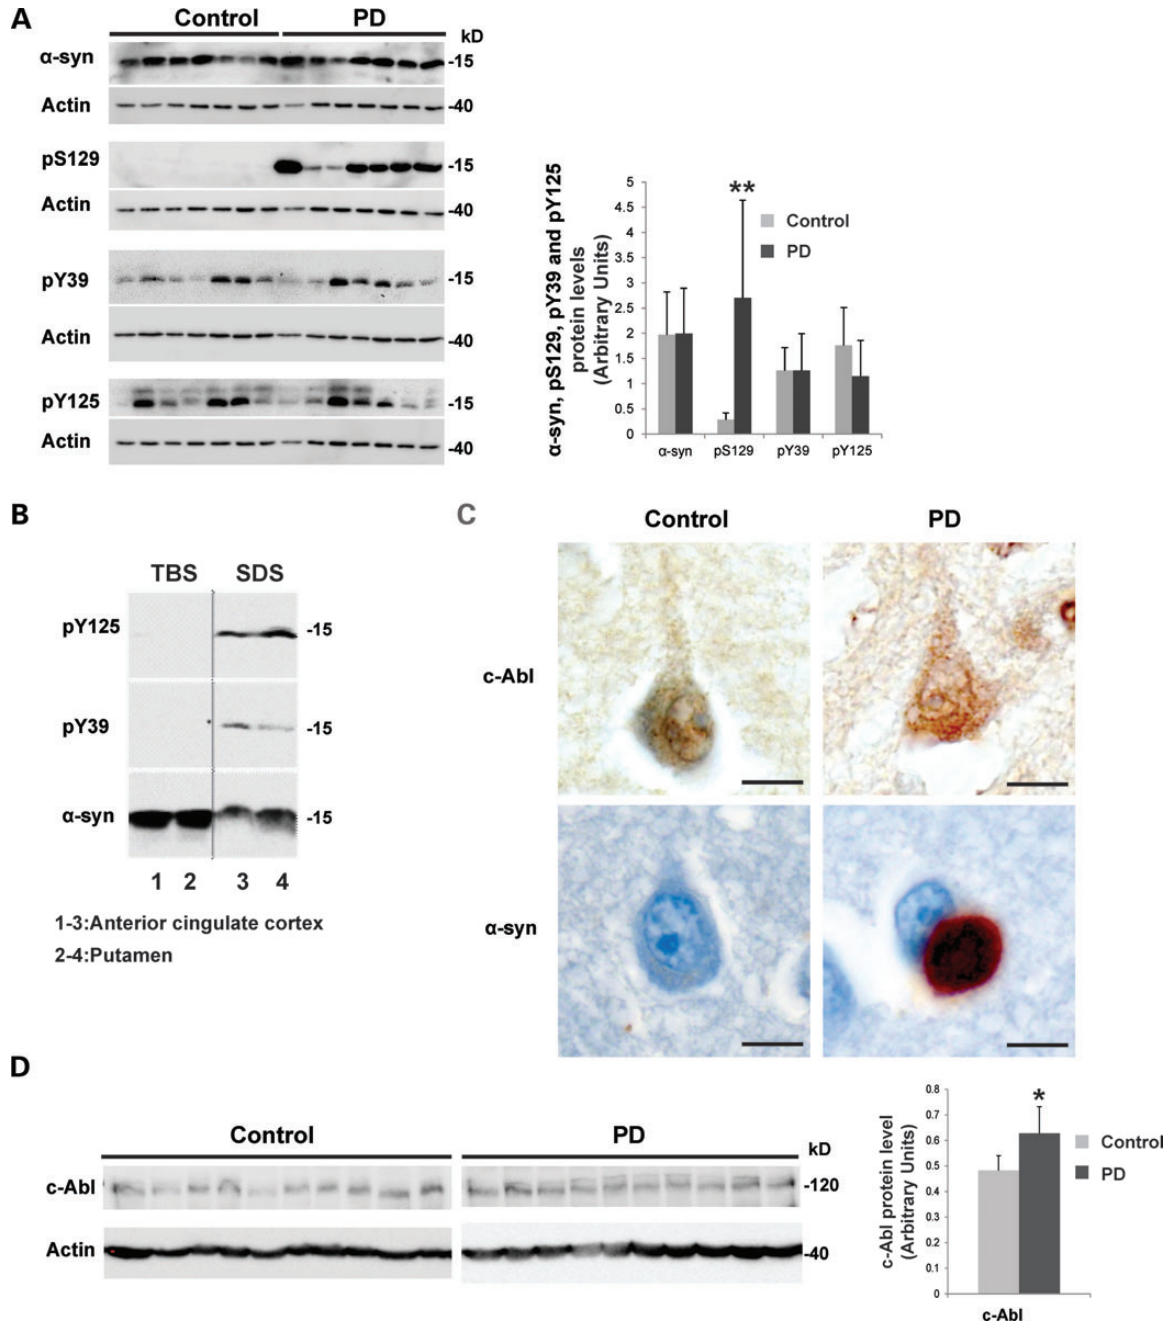 A
Control PD
kD
α-syn -15
Actin -40
pS129 -15
Actin -40
pY39 -15
Actin -40
pY125 -15
Actin -40
α-syn, pS129, pY39 and pY125
protein levels
(Arbitrary Units)
5
4.5
4
3.5
3
2.5
2
1.5
1
0.5
0
**
Control
PD
α-syn pS129 pY39 pY125
B
TBS SDS
pY125 -15
pY39 -15
α-syn -15
1 2 3 4
1-3:Anterior cingulate cortex
2-4:Putamen
C
Control PD
c-Abl
α-syn
D
Control PD
kD
c-Abl -120
Actin -40
c-Abl protein level
(Arbitrary Units)
0.8
0.7
0.6
0.5
0.4
0.3
0.2
0.1
0
*
Control
PD
c-Abl